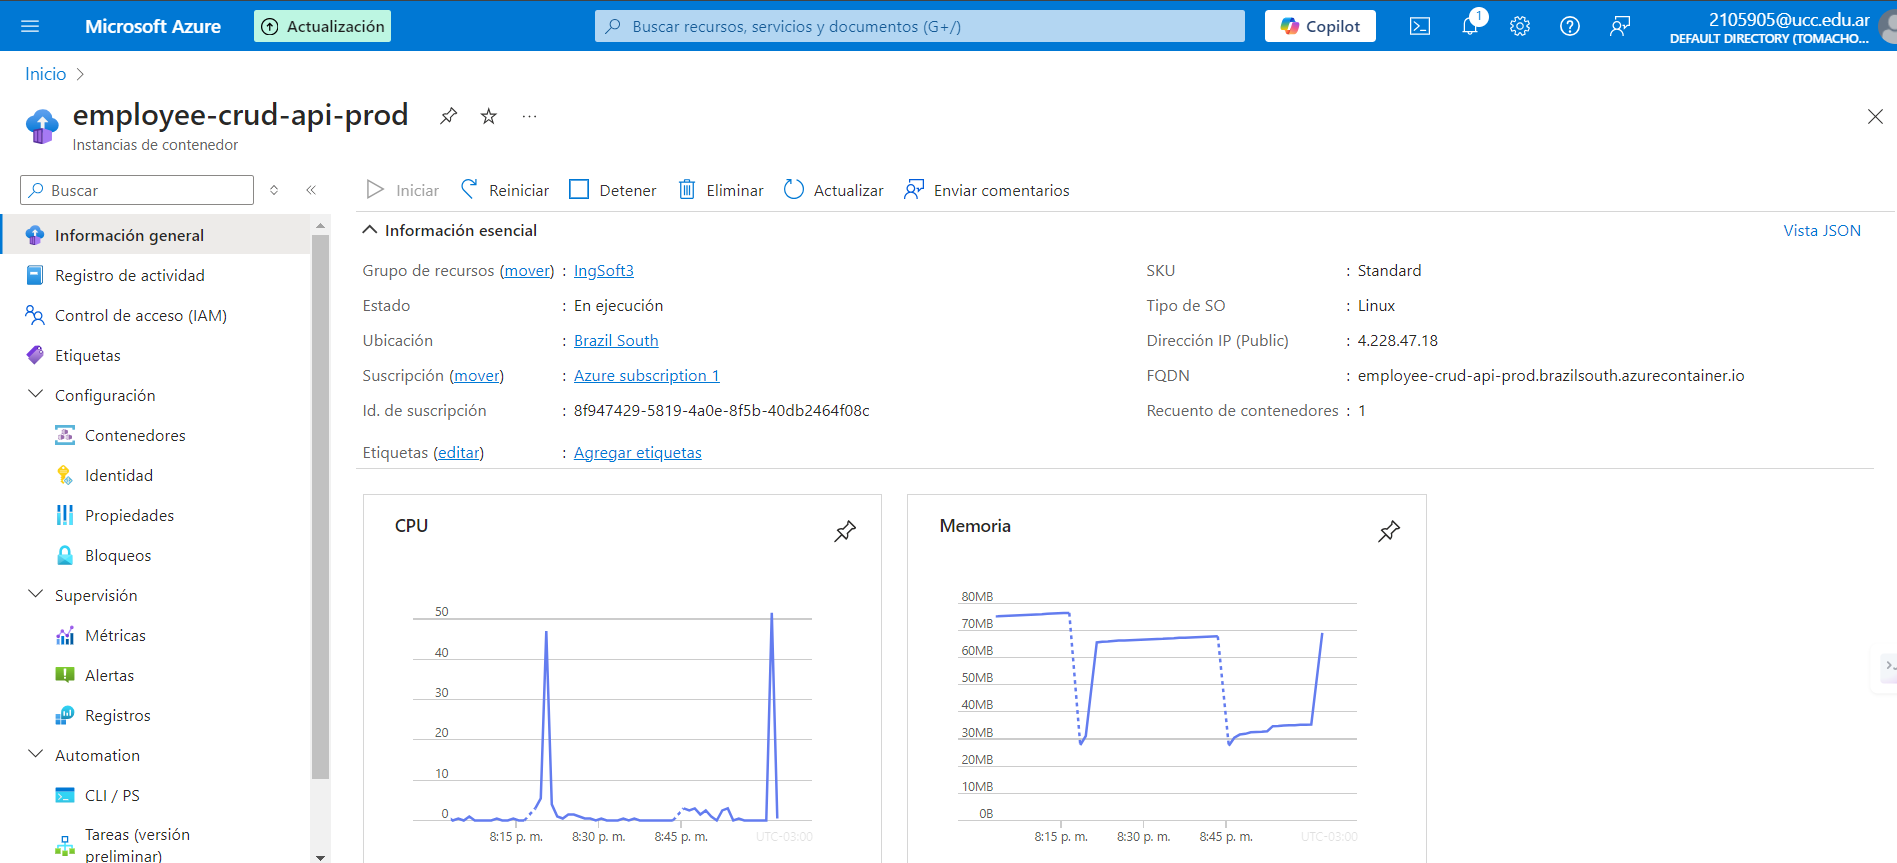 Microsoft Azure
Actualización
Buscar recursos, servicios y documentos (G+/)
Copilot
1
2105905@ucc.edu.ar
DEFAULT DIRECTORY (TOMACHO...
Inicio
employee-crud-api-prod
...
Instancias de contenedor
Buscar
Iniciar
Reiniciar
Detener
Eliminar
Actualizar
Enviar comentarios
Información general
Registro de actividad
Control de acceso (IAM)
Etiquetas
Configuración
Contenedores
Identidad
Propiedades
Bloqueos
Supervisión
Métricas
Alertas
Registros
Automation
CLI / PS
Tareas (versión
preliminar)
Información esencial
Vista JSON
Grupo de recursos (mover) : IngSoft3
Estado : En ejecución
Ubicación : Brazil South
Suscripción (mover) : Azure subscription 1
Id. de suscripción : 8f947429-5819-4a0e-8f5b-40db2464f08c
Etiquetas (editar) : Agregar etiquetas
SKU : Standard
Tipo de SO : Linux
Dirección IP (Public) : 4.228.47.18
FQDN : employee-crud-api-prod.brazilsouth.azurecontainer.io
Recuento de contenedores : 1
CPU
50
40
30
20
10
0
8:15 p. m. 8:30 p. m. 8:45 p. m. UTC-03:00
Memoria
80MB
70MB
60MB
50MB
40MB
30MB
20MB
10MB
0B
8:15 p. m. 8:30 p. m. 8:45 p. m. UTC-03:00